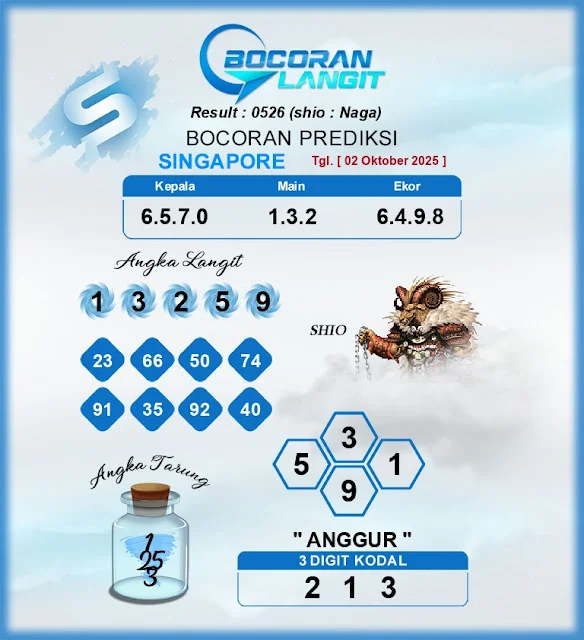 BOCORAN
LANGIT
Result : 0526 (shio : Naga)
BOCORAN PREDIKSI
SINGAPORE Tgl. [ 02 Oktober 2025 ]
Kepala Main Ekor
6.5.7.0 1.3.2 6.4.9.8
Angka Langit
1 3 2 5 9
SHIO
23 66 50 74
91 35 92 40
3
5 1
9
Angka Tarung
1
25
3
" ANGGUR "
3 DIGIT KODAL
2 1 3
S